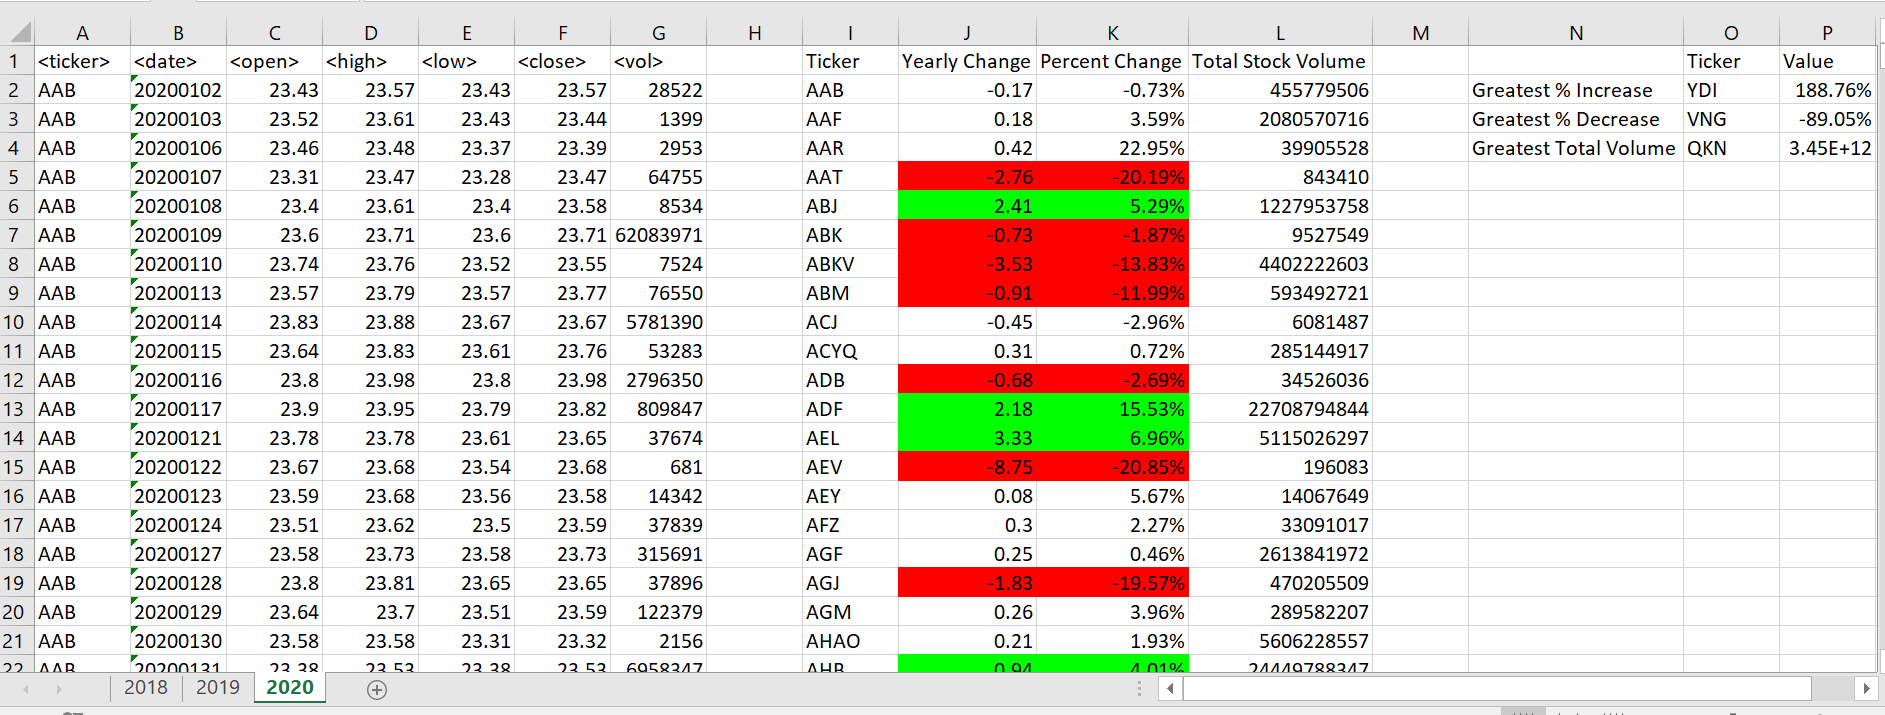 A B C D E F G H I J K L M N O P
1 <ticker> <date> <open> <high> <low> <close> <vol> Ticker Yearly Change Percent Change Total Stock Volume Ticker Value
2 AAB 20200102 23.43 23.57 23.43 23.57 28522 AAB -0.17 -0.73% 455779506 Greatest % Increase YDI 188.76%
3 AAB 20200103 23.52 23.61 23.43 23.44 1399 AAF 0.18 3.59% 2080570716 Greatest % Decrease VNG -89.05%
4 AAB 20200106 23.46 23.48 23.37 23.39 2953 AAR 0.42 22.95% 39905528 Greatest Total Volume QKN 3.45E+12
5 AAB 20200107 23.31 23.47 23.28 23.47 64755 AAT -2.76 -20.19% 843410
6 AAB 20200108 23.4 23.61 23.4 23.58 8534 ABJ 2.41 5.29% 1227953758
7 AAB 20200109 23.6 23.71 23.6 23.71 62083971 ABK -0.73 -1.87% 9527549
8 AAB 20200110 23.74 23.76 23.52 23.55 7524 ABKV -3.53 -13.83% 4402222603
9 AAB 20200113 23.57 23.79 23.57 23.77 76550 ABM -0.91 -11.99% 593492721
10 AAB 20200114 23.83 23.88 23.67 23.67 5781390 ACJ -0.45 -2.96% 6081487
11 AAB 20200115 23.64 23.83 23.61 23.76 53283 ACYQ 0.31 0.72% 285144917
12 AAB 20200116 23.8 23.98 23.8 23.98 2796350 ADB -0.68 -2.69% 34526036
13 AAB 20200117 23.9 23.95 23.79 23.82 809847 ADF 2.18 15.53% 22708794844
14 AAB 20200121 23.78 23.78 23.61 23.65 37674 AEL 3.33 6.96% 5115026297
15 AAB 20200122 23.67 23.68 23.54 23.68 681 AEV -8.75 -20.85% 196083
16 AAB 20200123 23.59 23.68 23.56 23.58 14342 AEY 0.08 5.67% 14067649
17 AAB 20200124 23.51 23.62 23.5 23.59 37839 AFZ 0.3 2.27% 33091017
18 AAB 20200127 23.58 23.73 23.58 23.73 315691 AGF 0.25 0.46% 2613841972
19 AAB 20200128 23.8 23.81 23.65 23.65 37896 AGJ -1.83 -19.57% 470205509
20 AAB 20200129 23.64 23.7 23.51 23.59 122379 AGM 0.26 3.96% 289582207
21 AAB 20200130 23.58 23.58 23.31 23.32 2156 AHAO 0.21 1.93% 5606228557
22 AAB 20200131 23.38 23.53 23.38 23.53 6958347 AHB 0.94 4.01% 24449788347
2018 2019 2020